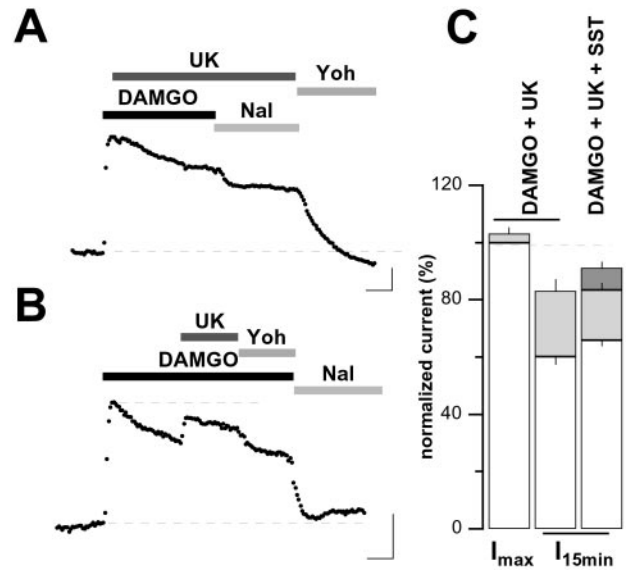 A
UK
Yoh
DAMGO
Nal
B
UK
Yoh
DAMGO
Nal
C
DAMGO + UK
DAMGO + UK + SST
normalized current (%)
120
80
40
0
Imax
I15min